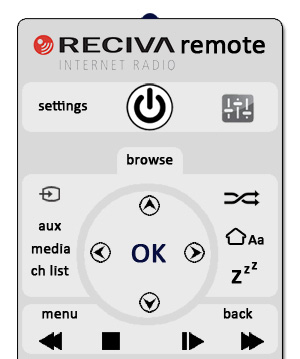 RECIVA remote
INTERNET RADIO
settings
browse
aux
media
ch list
OK
Aa
zzz
menu
back